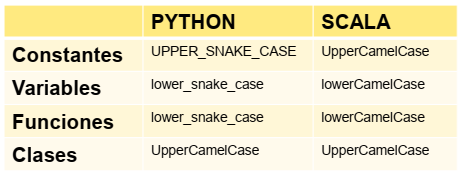 PYTHON SCALA
Constantes UPPER_SNAKE_CASE UpperCamelCase
Variables lower_snake_case lowerCamelCase
Funciones lower_snake_case lowerCamelCase
Clases UpperCamelCase UpperCamelCase